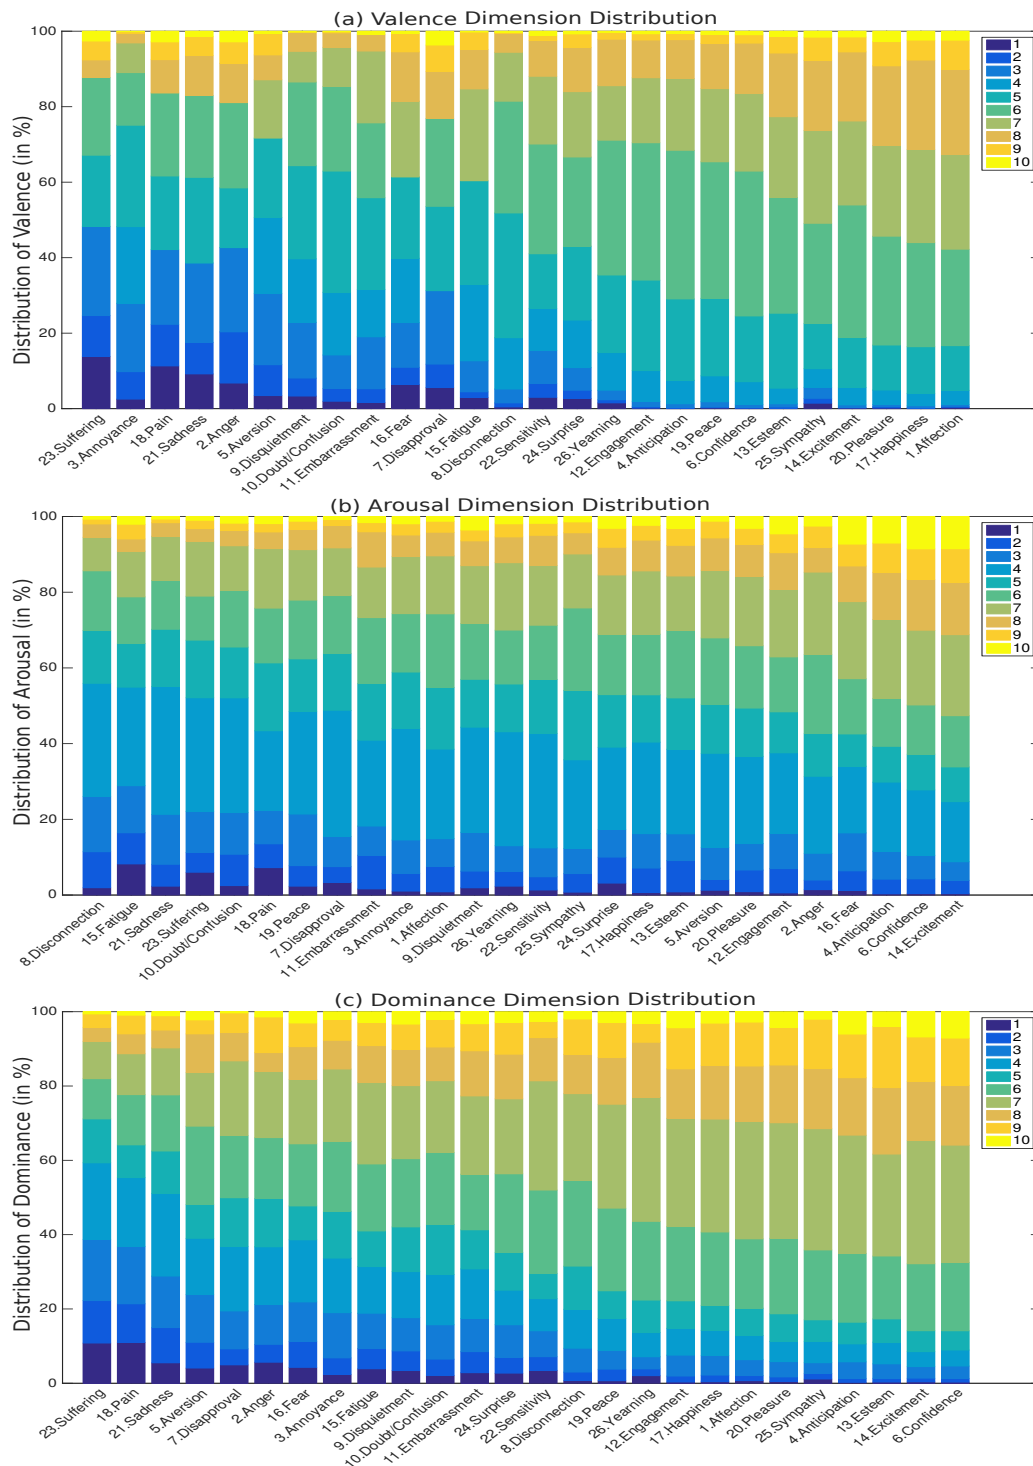 (a) Valence Dimension Distribution
Distribution of Valence (in %)
100
80
60
40
20
0
1
2
3
4
5
6
7
8
9
10
23.Suffering
3.Annoyance
18.Pain
21.Sadness
2.Anger
5.Aversion
9.Disquietment
10.Doubt/Confusion
11.Embarrassment
16.Fear
7.Disapproval
15.Fatigue
8.Disconnection
22.Sensitivity
24.Surprise
26.Yearning
12.Engagement
4.Anticipation
19.Peace
6.Confidence
13.Esteem
25.Sympathy
14.Excitement
20.Pleasure
17.Happiness
1.Affection
(b) Arousal Dimension Distribution
Distribution of Arousal (in %)
100
80
60
40
20
0
1
2
3
4
5
6
7
8
9
10
8.Disconnection
15.Fatigue
21.Sadness
23.Suffering
10.Doubt/Confusion
18.Pain
19.Peace
7.Disapproval
11.Embarrassment
3.Annoyance
1.Affection
9.Disquietment
26.Yearning
22.Sensitivity
25.Sympathy
24.Surprise
17.Happiness
13.Esteem
5.Aversion
20.Pleasure
12.Engagement
2.Anger
16.Fear
4.Anticipation
6.Confidence
14.Excitement
(c) Dominance Dimension Distribution
Distribution of Dominance (in %)
100
80
60
40
20
0
1
2
3
4
5
6
7
8
9
10
23.Suffering
18.Pain
21.Sadness
5.Aversion
7.Disapproval
2.Anger
16.Fear
3.Annoyance
15.Fatigue
9.Disquietment
10.Doubt/Confusion
11.Embarrassment
24.Surprise
22.Sensitivity
8.Disconnection
19.Peace
26.Yearning
12.Engagement
17.Happiness
1.Affection
20.Pleasure
25.Sympathy
4.Anticipation
13.Esteem
14.Excitement
6.Confidence